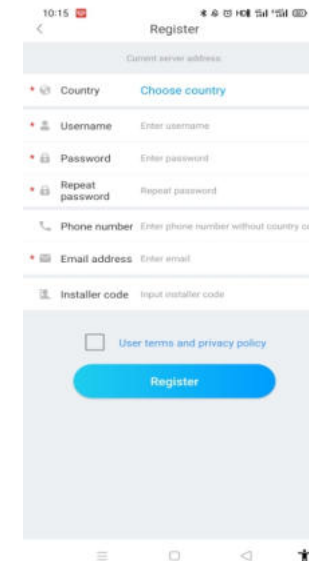 10:15
Register
Current server address:
* Country Choose country
* Username Enter username
* Password Enter password
* Repeat password Repeat password
Phone number Enter phone number without country co
* Email address Enter email
Installer code Input installer code
User terms and privacy policy
Register